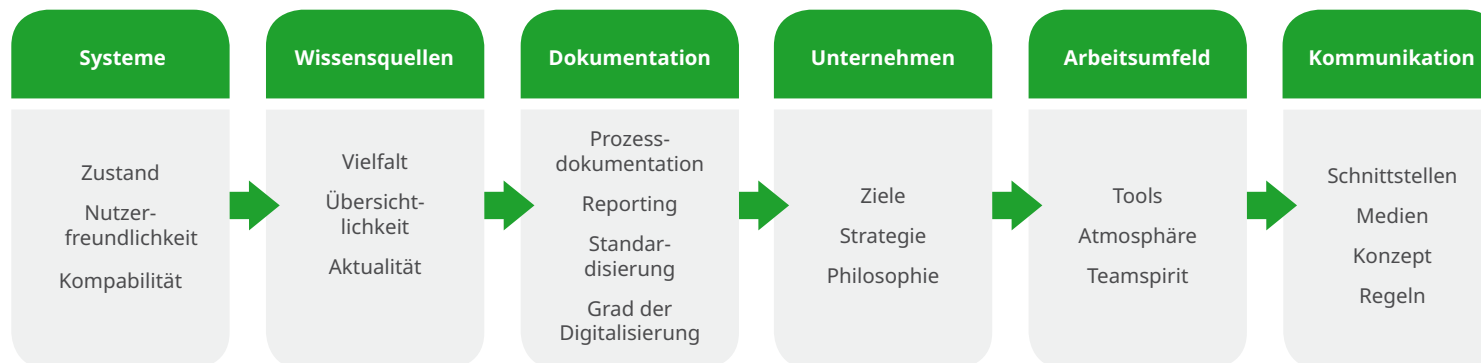 Systeme
Zustand
Nutzer-
freundlichkeit
Kompabilität
Wissensquellen
Vielfalt
Übersicht-
lichkeit
Aktualität
Dokumentation
Prozess-
dokumentation
Reporting
Standar-
disierung
Grad der
Digitalisierung
Unternehmen
Ziele
Strategie
Philosophie
Arbeitsumfeld
Tools
Atmosphäre
Teamspirit
Kommunikation
Schnittstellen
Medien
Konzept
Regeln